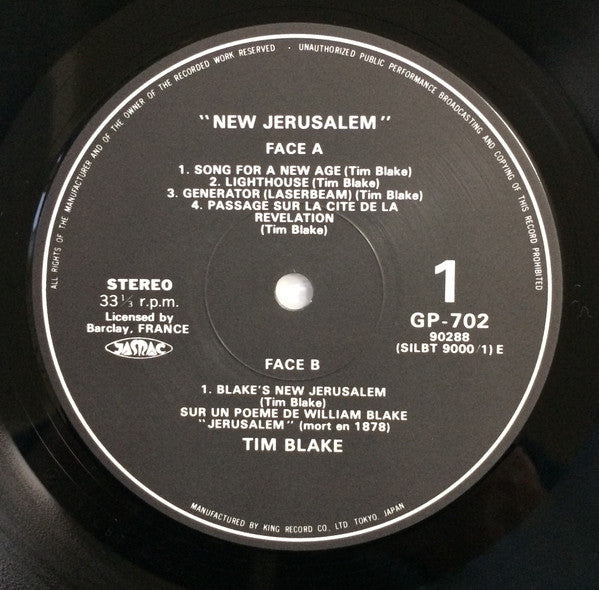 ALL RIGHTS OF THE MANUFACTURER AND OF THE OWNER OF THE RECORDED WORK RESERVED · UNAUTHORIZED PUBLIC PERFORMANCE BROADCASTING AND COPYING OF THIS RECORD PROHIBITED
"NEW JERUSALEM"
FACE A
1. SONG FOR A NEW AGE (Tim Blake)
2. LIGHTHOUSE (Tim Blake)
3. GENERATOR (LASERBEAM) (Tim Blake)
4. PASSAGE SUR LA CITE DE LA
REVELATION
(Tim Blake)
STEREO
33 1/3 r.p.m.
Licensed by
Barclay, FRANCE
JASRAC
1
GP-702
90288
(SILBT 9000/1) E
FACE B
1. BLAKE'S NEW JERUSALEM
(Tim Blake)
SUR UN POEME DE WILLIAM BLAKE
"JERUSALEM" (mort en 1878)
TIM BLAKE
MANUFACTURED BY KING RECORD CO., LTD. TOKYO, JAPAN